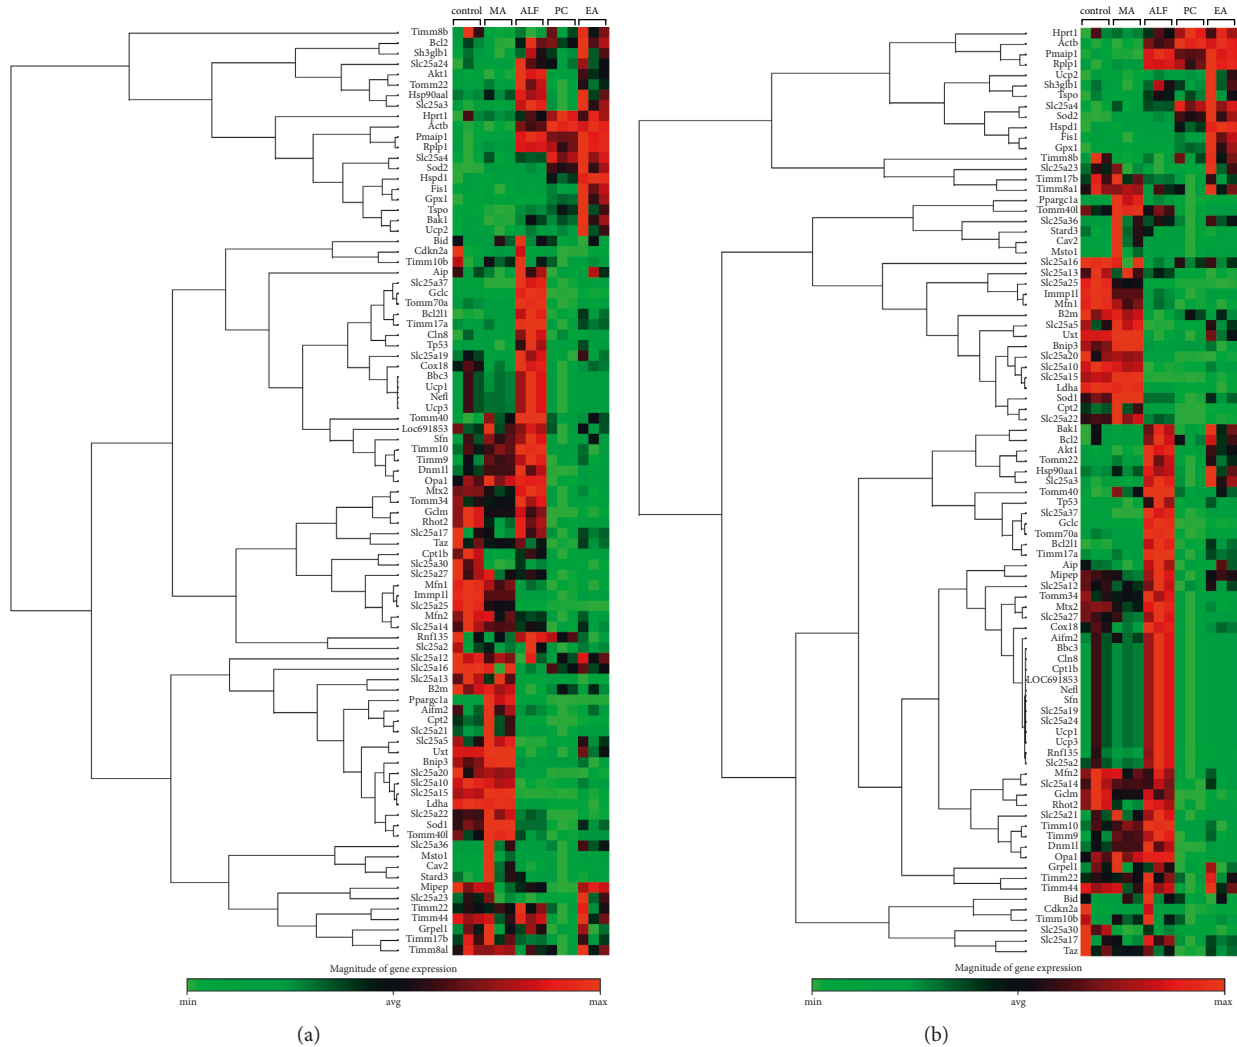 control MA ALF PC EA
Timm8b
Bcl2
Sh3glb1
Slc25a24
Akt1
Tomm22
Hsp90aal
Slc25a3
Hprt1
Actb
Pmaip1
Rplp1
Slc25a4
Sod2
Hspd1
Fis1
Gpx1
Tspo
Bak1
Ucp2
Bid
Cdkn2a
Timm10b
Aip
Slc25a37
Gclc
Tomm70a
Bcl2l1
Timm17a
Cln8
Tp53
Slc25a19
Cox18
Bbc3
Ucp1
Nefl
Ucp3
Tomm40
Loc691853
Sfn
Timm10
Timm9
Dnm1l
Opa1
Mtx2
Tomm34
Gclm
Rhot2
Slc25a17
Taz
Cpt1b
Slc25a30
Slc25a27
Mfn1
Immp1l
Slc25a25
Mfn2
Slc25a14
Rnf135
Slc25a2
Slc25a12
Slc25a16
Slc25a13
B2m
Ppargc1a
Aifm2
Cpt2
Slc25a21
Slc25a5
Uxt
Bnip3
Slc25a20
Slc25a10
Slc25a15
Ldha
Slc25a22
Sod1
Tomm40l
Slc25a36
Msto1
Cav2
Stard3
Mipep
Slc25a23
Timm22
Timm44
Grpel1
Timm17b
Timm8al
Magnitude of gene expression
min avg max
(a)
control MA ALF PC EA
Hprt1
Actb
Pmaip1
Rplp1
Ucp2
Sh3glb1
Tspo
Slc25a4
Sod2
Hspd1
Fis1
Gpx1
Timm8b
Slc25a23
Timm17b
Timm8a1
Ppargc1a
Tomm40l
Slc25a36
Stard3
Cav2
Msto1
Slc25a16
Slc25a13
Slc25a25
Immp1l
Mfn1
B2m
Slc25a5
Uxt
Bnip3
Slc25a20
Slc25a10
Slc25a15
Ldha
Sod1
Cpt2
Slc25a22
Bak1
Bcl2
Akt1
Tomm22
Hsp90aa1
Slc25a3
Tomm40
Tp53
Slc25a37
Gclc
Tomm70a
Bcl2l1
Timm17a
Aip
Mipep
Slc25a12
Tomm34
Mtx2
Slc25a27
Cox18
Aifm2
Bbc3
Cln8
Cpt1b
LOC691853
Nefl
Sfn
Slc25a19
Slc25a24
Ucp1
Ucp3
Rnf135
Slc25a2
Mfn2
Slc25a14
Gclm
Rhot2
Slc25a21
Timm10
Timm9
Dnm1l
Opa1
Grpel1
Timm22
Timm44
Bid
Cdkn2a
Timm10b
Slc25a30
Slc25a17
Taz
Magnitude of gene expression
min avg max
(b)